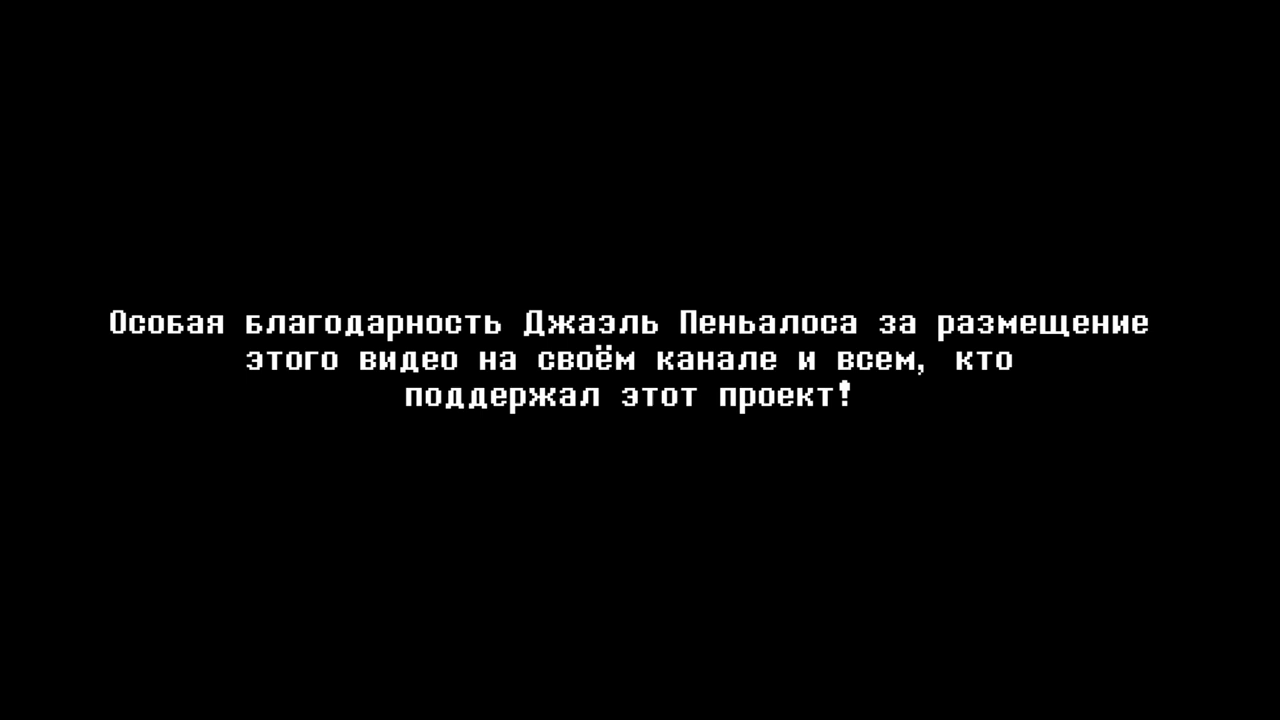 Особая благодарность Джаэль Пеньалоса за размещение
этого видео на своём канале и всем, кто
поддержал этот проект!